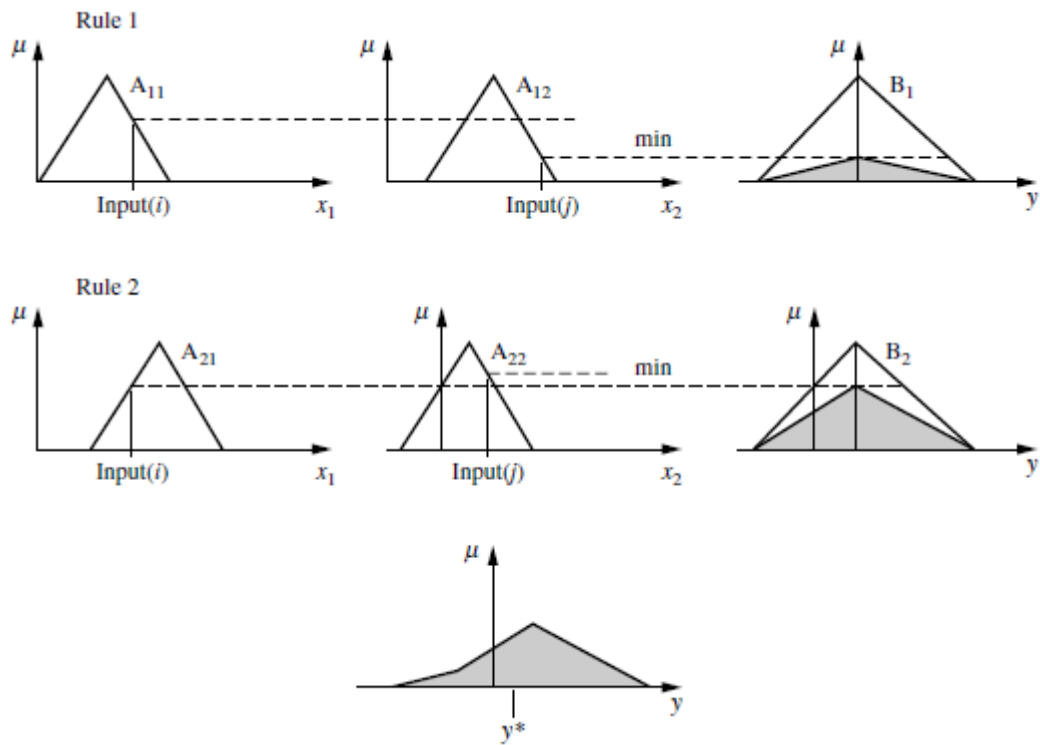 Rule 1
μ μ μ
A₁₁ A₁₂ B₁
min
Input(i) x₁ Input(j) x₂ y
Rule 2
μ μ μ
A₂₁ A₂₂ min B₂
Input(i) x₁ Input(j) x₂ y
μ
y
y*